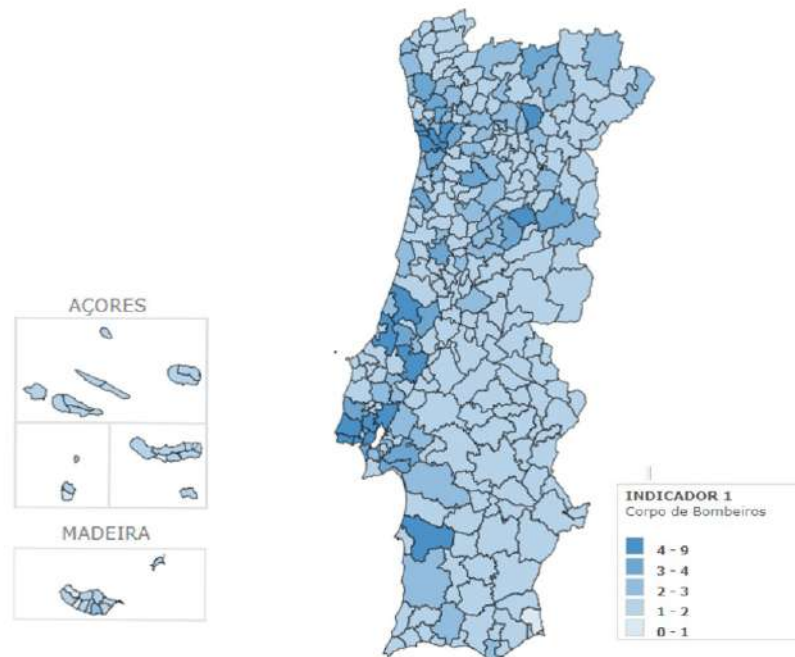 AÇORES
MADEIRA
INDICADOR 1
Corpo de Bombeiros
4 - 9
3 - 4
2 - 3
1 - 2
0 - 1